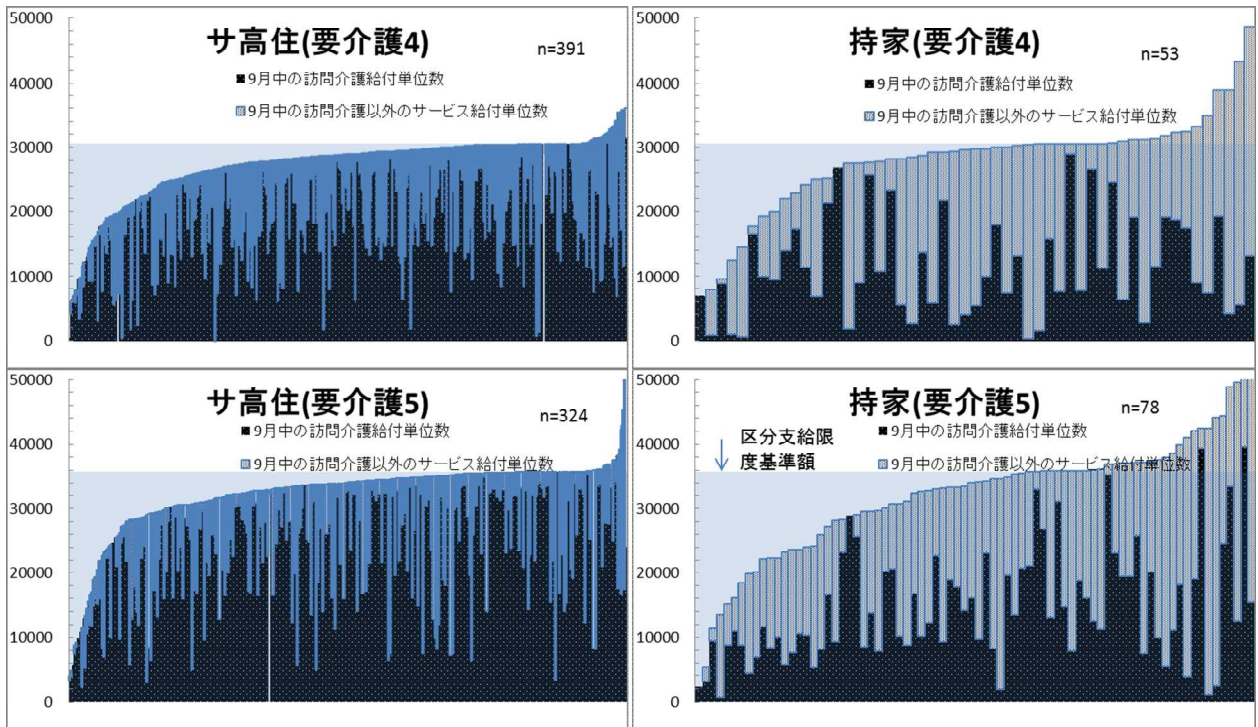 サ高住(要介護4)
n=391
■9月中の訪問介護給付単位数
9月中の訪問介護以外のサービス給付単位数
50000
40000
30000
20000
10000
0
持家(要介護4)
n=53
■9月中の訪問介護給付単位数
9月中の訪問介護以外のサービス給付単位数
50000
40000
30000
20000
10000
0
サ高住(要介護5)
n=324
■9月中の訪問介護給付単位数
9月中の訪問介護以外のサービス給付単位数
50000
40000
30000
20000
10000
0
持家(要介護5)
n=78
■9月中の訪問介護給付単位数
区分支給限
度基準額
9月中の訪問介護以外のサービス給付単位数
50000
40000
30000
20000
10000
0